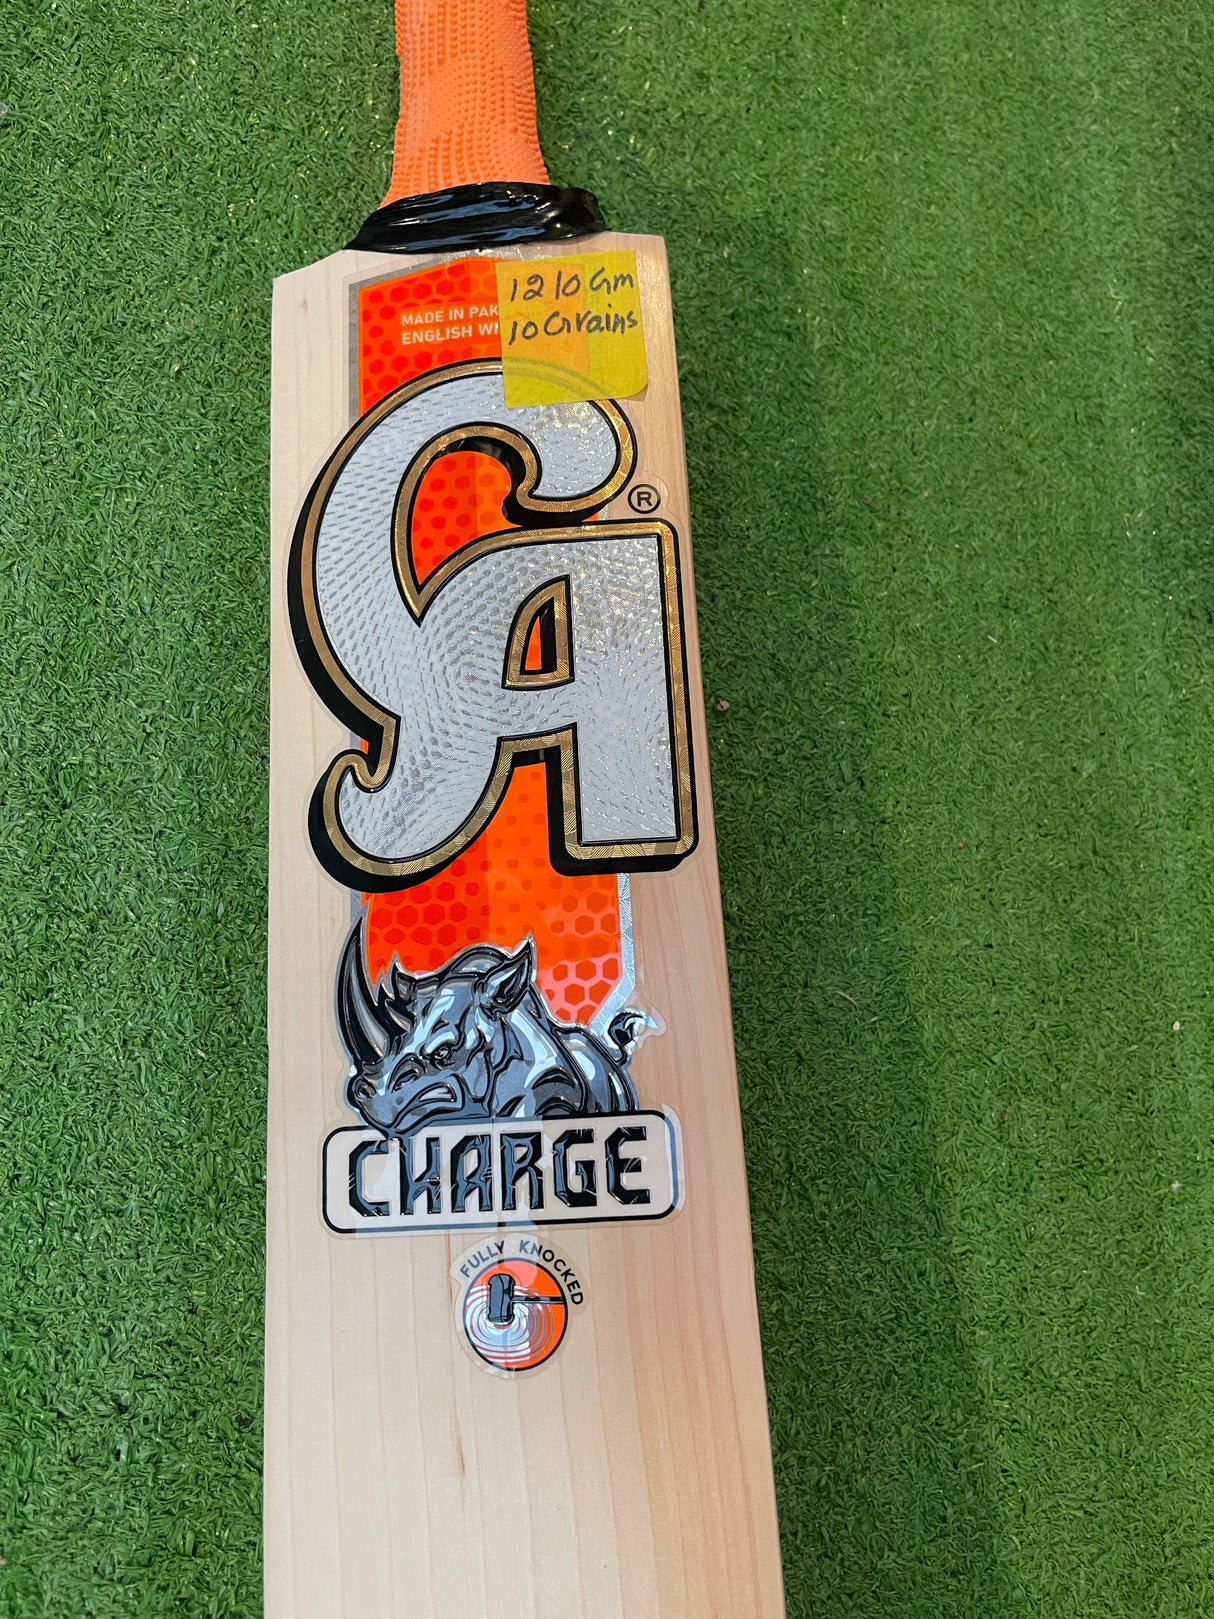 1210 Gm
10 Grains
MADE IN PAK
ENGLISH WI
CA
®
CHARGE
FULLY KNOCKED